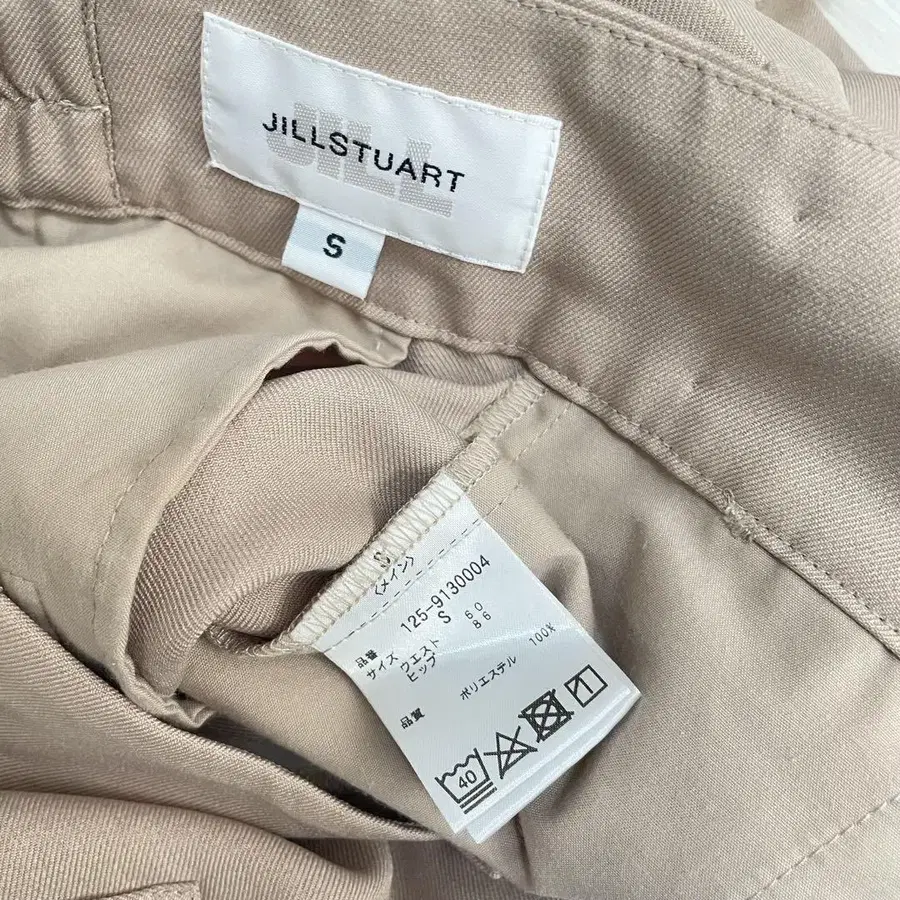 JILL
JILLSTUART
S
S
〈メイン〉
品番 125-9130004
サイズ S
ウエスト 60
ヒップ 86
品質 ポリエステル 100%
40